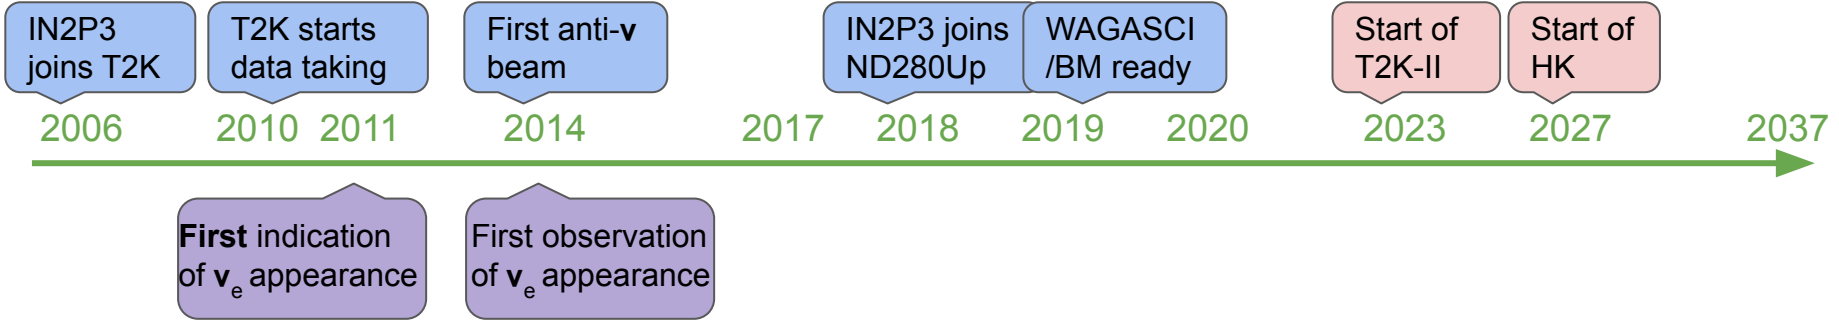 IN2P3
joins T2K
T2K starts
data taking
First anti-v
beam
IN2P3 joins
ND280Up
WAGASCI
/BM ready
Start of
T2K-II
Start of
HK
2006 2010 2011 2014 2017 2018 2019 2020 2023 2027 2037
First indication
of ve appearance
First observation
of ve appearance